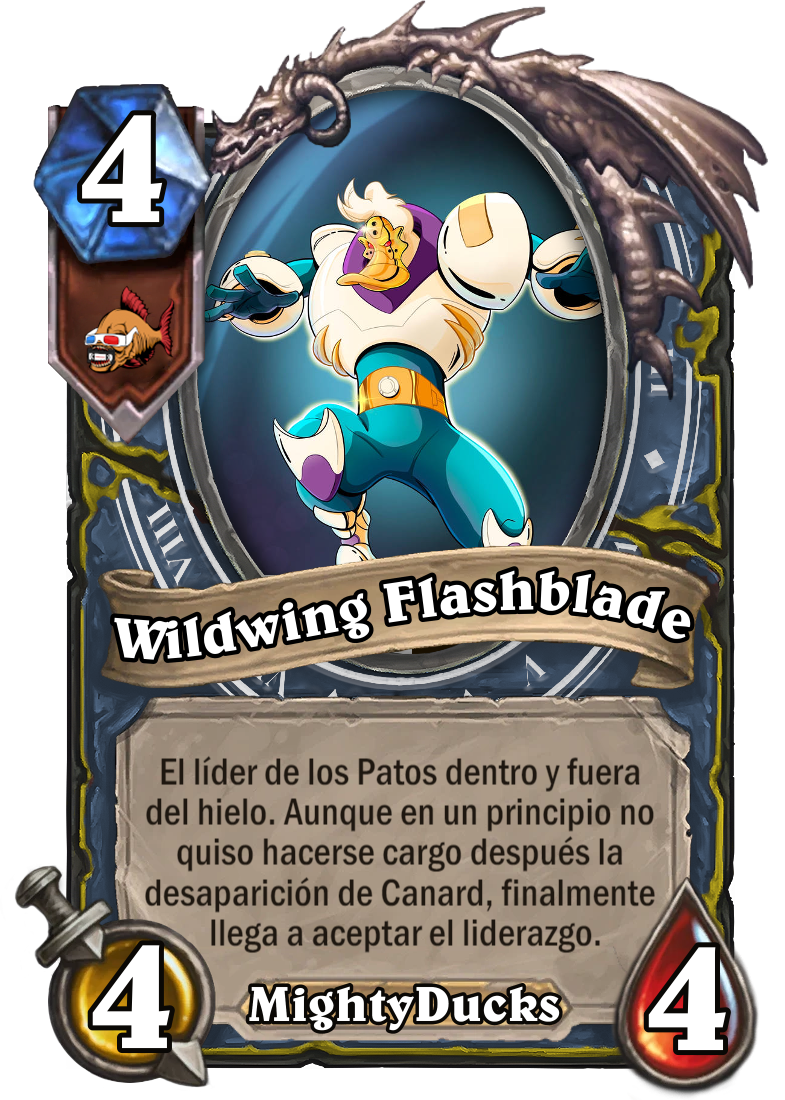 4
Wildwing Flashblade
El líder de los Patos dentro y fuera
del hielo. Aunque en un principio no
quiso hacerse cargo después la
desaparición de Canard, finalmente
llega a aceptar el liderazgo.
4
MightyDucks
4